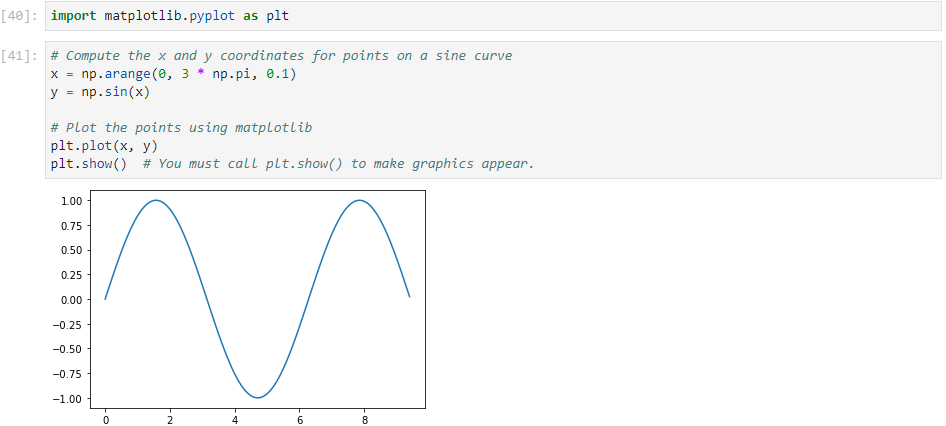 [40]: import matplotlib.pyplot as plt
[41]: # Compute the x and y coordinates for points on a sine curve
x = np.arange(0, 3 * np.pi, 0.1)
y = np.sin(x)
# Plot the points using matplotlib
plt.plot(x, y)
plt.show()  # You must call plt.show() to make graphics appear.
1.00
0.75
0.50
0.25
0.00
−0.25
−0.50
−0.75
−1.00
0 2 4 6 8